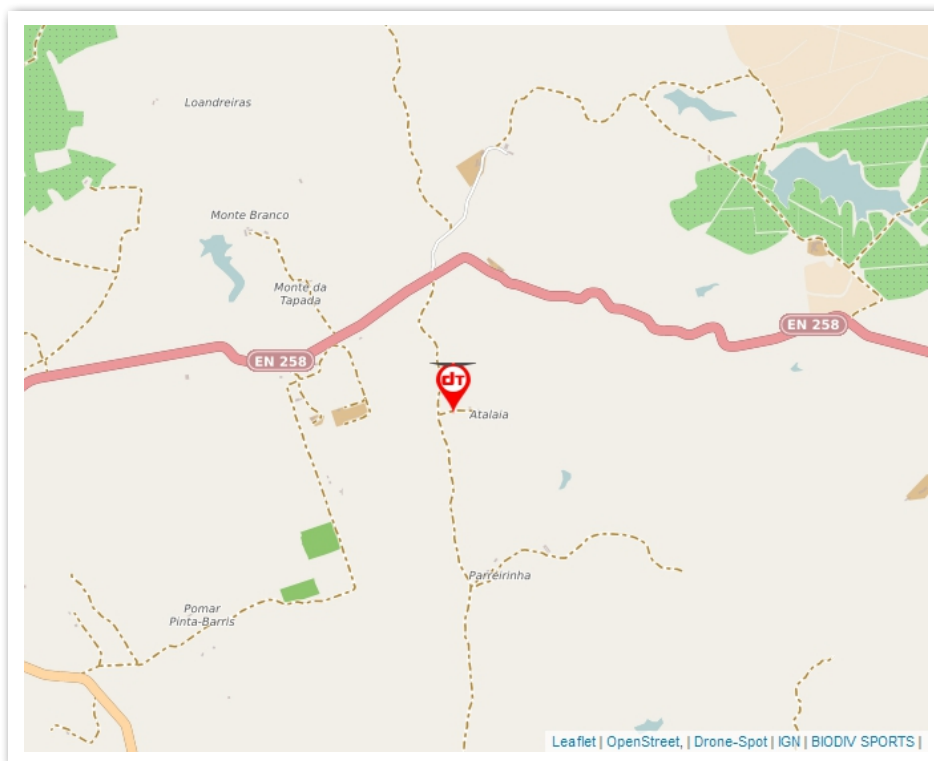 Loandreiras
Monte Branco
Monte da
Tapada
EN 258
EN 258
dT
Atalaia
Parreirinha
Pomar
Pinta-Barris
Leaflet | OpenStreet, | Drone-Spot | IGN | BIODIV SPORTS |